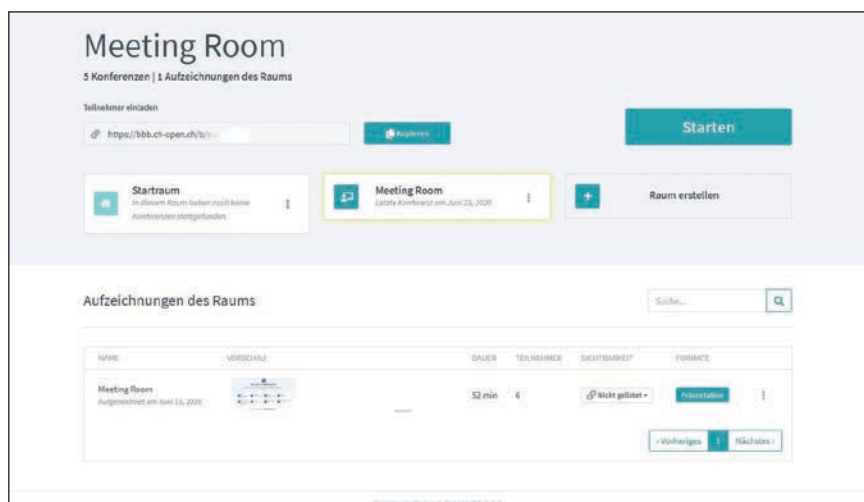 Meeting Room
5 Konferenzen | 1 Aufzeichnungen des Raums
Teilnehmer einladen
https://bbb.ch-open.ch/b/
Kopieren
Starten
Startraum
In diesem Raum haben noch keine
Konferenzen stattgefunden.
Meeting Room
Letzte Konferenz am Juni 23, 2020
Raum erstellen
Aufzeichnungen des Raums
Suche...
NAME VORSCHAU DAUER TEILNEHMER SICHTBARKEIT FORMATE
Meeting Room 52 min 6 Nicht gelistet Präsentation
Aufgezeichnet am Juni
‹ Vorheriges 1 Nächstes ›